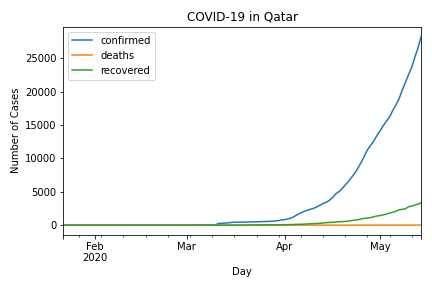 COVID-19 in Qatar
confirmed
deaths
recovered
Number of Cases
25000
20000
15000
10000
5000
0
Feb
2020
Mar
Apr
May
Day